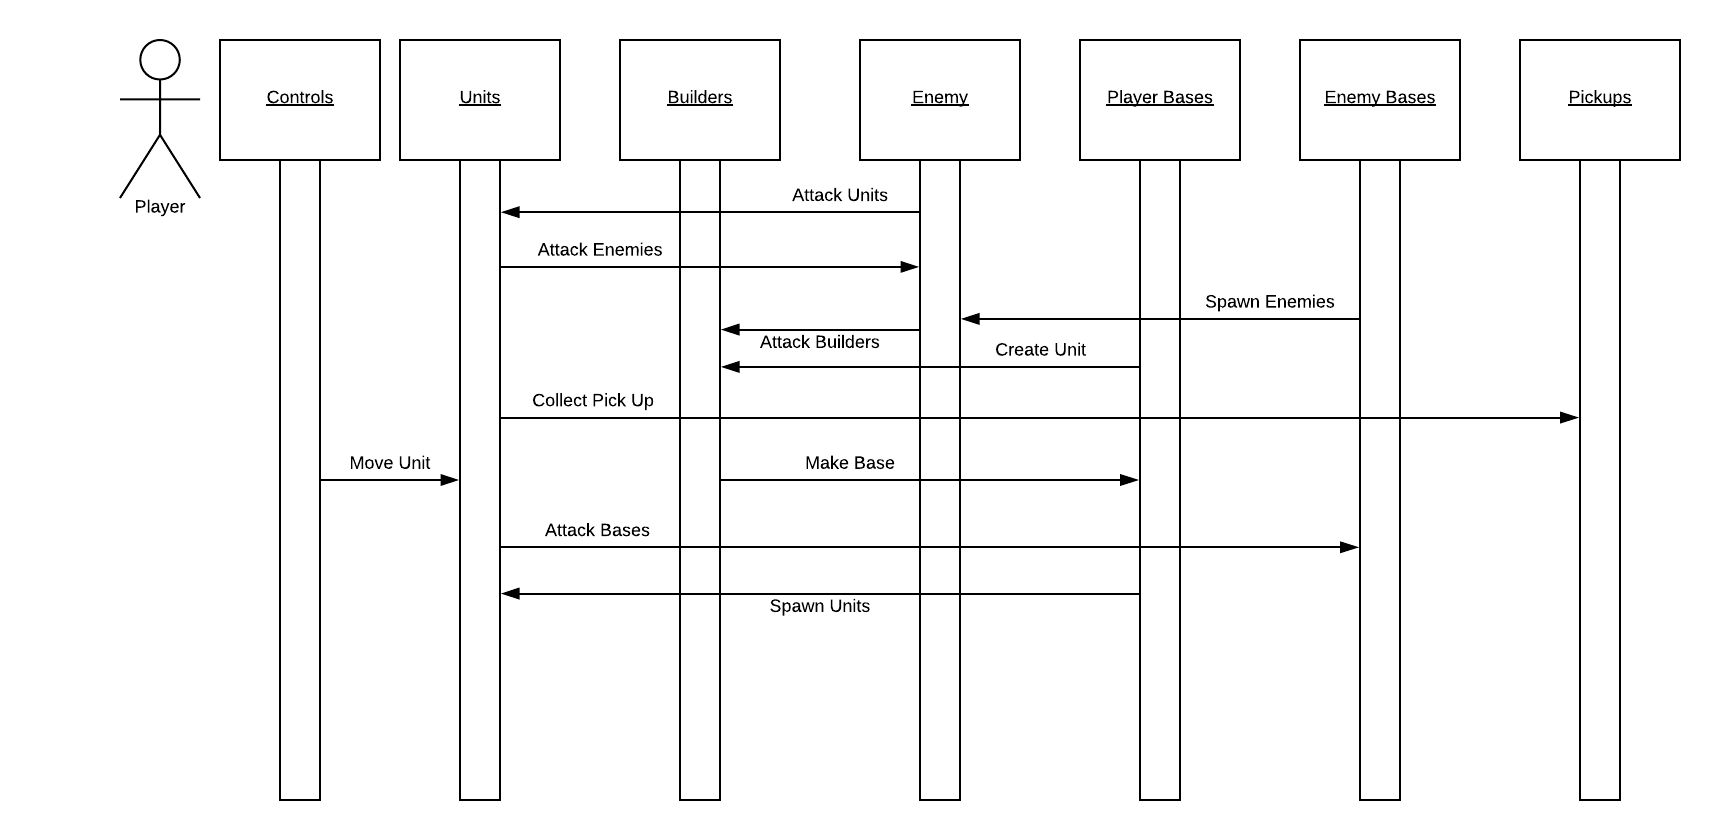 Controls
Units
Builders
Enemy
Player Bases
Enemy Bases
Pickups
Player
Attack Units
Attack Enemies
Spawn Enemies
Attack Builders
Create Unit
Collect Pick Up
Move Unit
Make Base
Attack Bases
Spawn Units